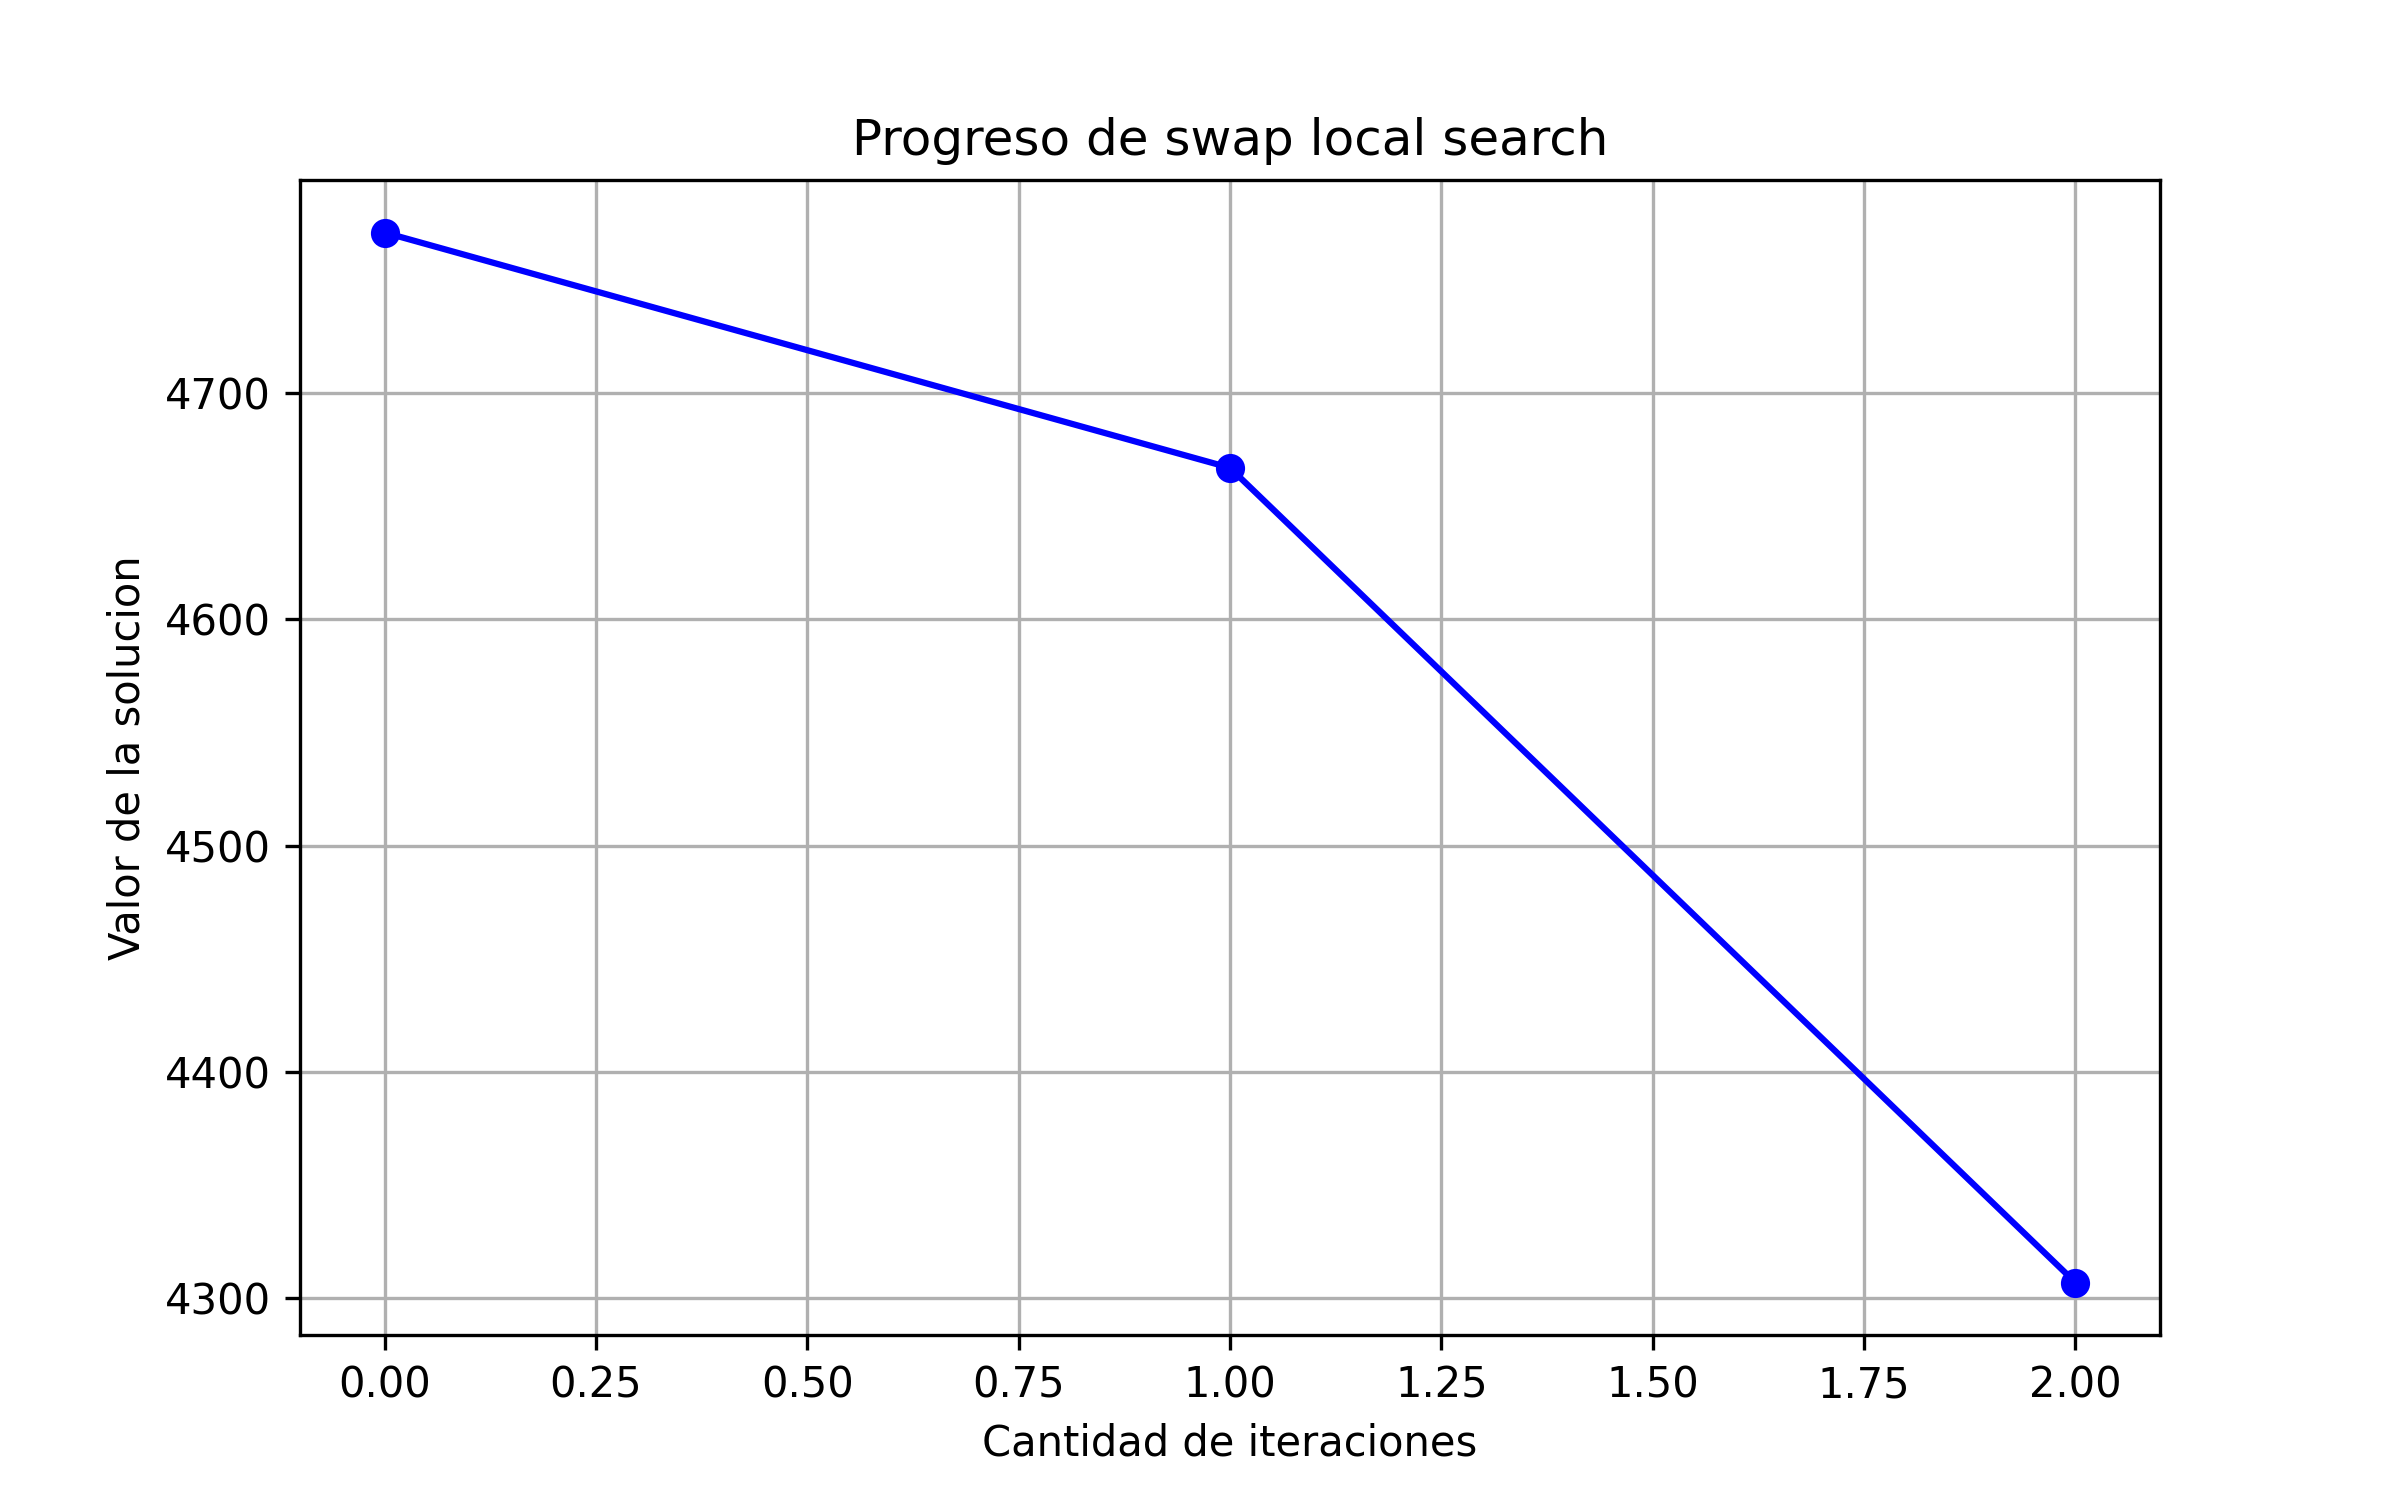 Progreso de swap local search
Valor de la solucion
4700
4600
4500
4400
4300
0.00 0.25 0.50 0.75 1.00 1.25 1.50 1.75 2.00
Cantidad de iteraciones